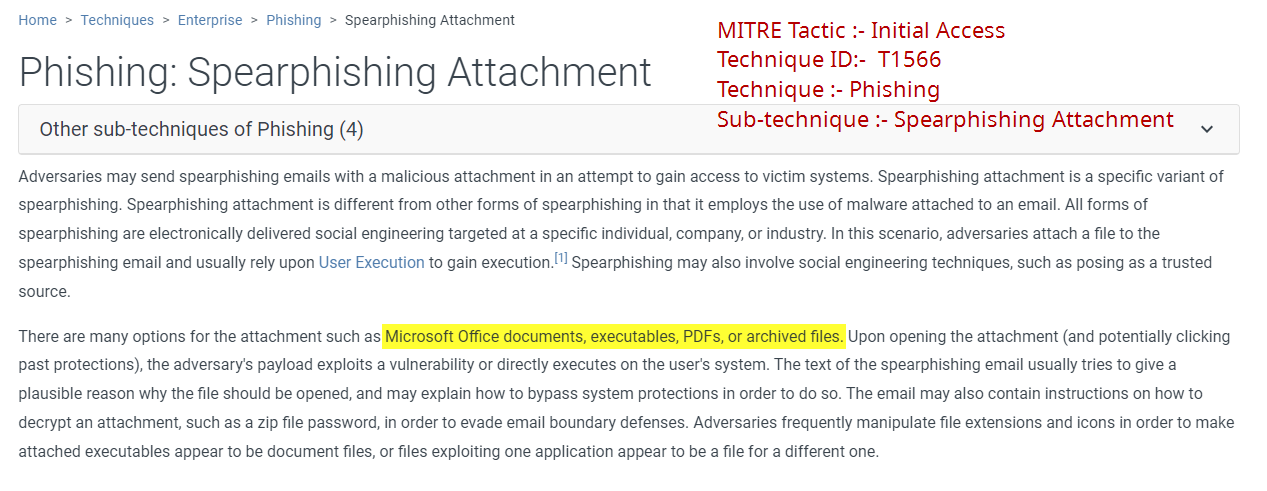 Home > Techniques > Enterprise > Phishing > Spearphishing Attachment
MITRE Tactic :- Initial Access
Technique ID:- T1566
Technique :- Phishing
Sub-technique :- Spearphishing Attachment
Phishing: Spearphishing Attachment
Other sub-techniques of Phishing (4)
Adversaries may send spearphishing emails with a malicious attachment in an attempt to gain access to victim systems. Spearphishing attachment is a specific variant of
spearphishing. Spearphishing attachment is different from other forms of spearphishing in that it employs the use of malware attached to an email. All forms of
spearphishing are electronically delivered social engineering targeted at a specific individual, company, or industry. In this scenario, adversaries attach a file to the
spearphishing email and usually rely upon User Execution to gain execution.[1] Spearphishing may also involve social engineering techniques, such as posing as a trusted
source.
There are many options for the attachment such as Microsoft Office documents, executables, PDFs, or archived files. Upon opening the attachment (and potentially clicking
past protections), the adversary's payload exploits a vulnerability or directly executes on the user's system. The text of the spearphishing email usually tries to give a
plausible reason why the file should be opened, and may explain how to bypass system protections in order to do so. The email may also contain instructions on how to
decrypt an attachment, such as a zip file password, in order to evade email boundary defenses. Adversaries frequently manipulate file extensions and icons in order to make
attached executables appear to be document files, or files exploiting one application appear to be a file for a different one.